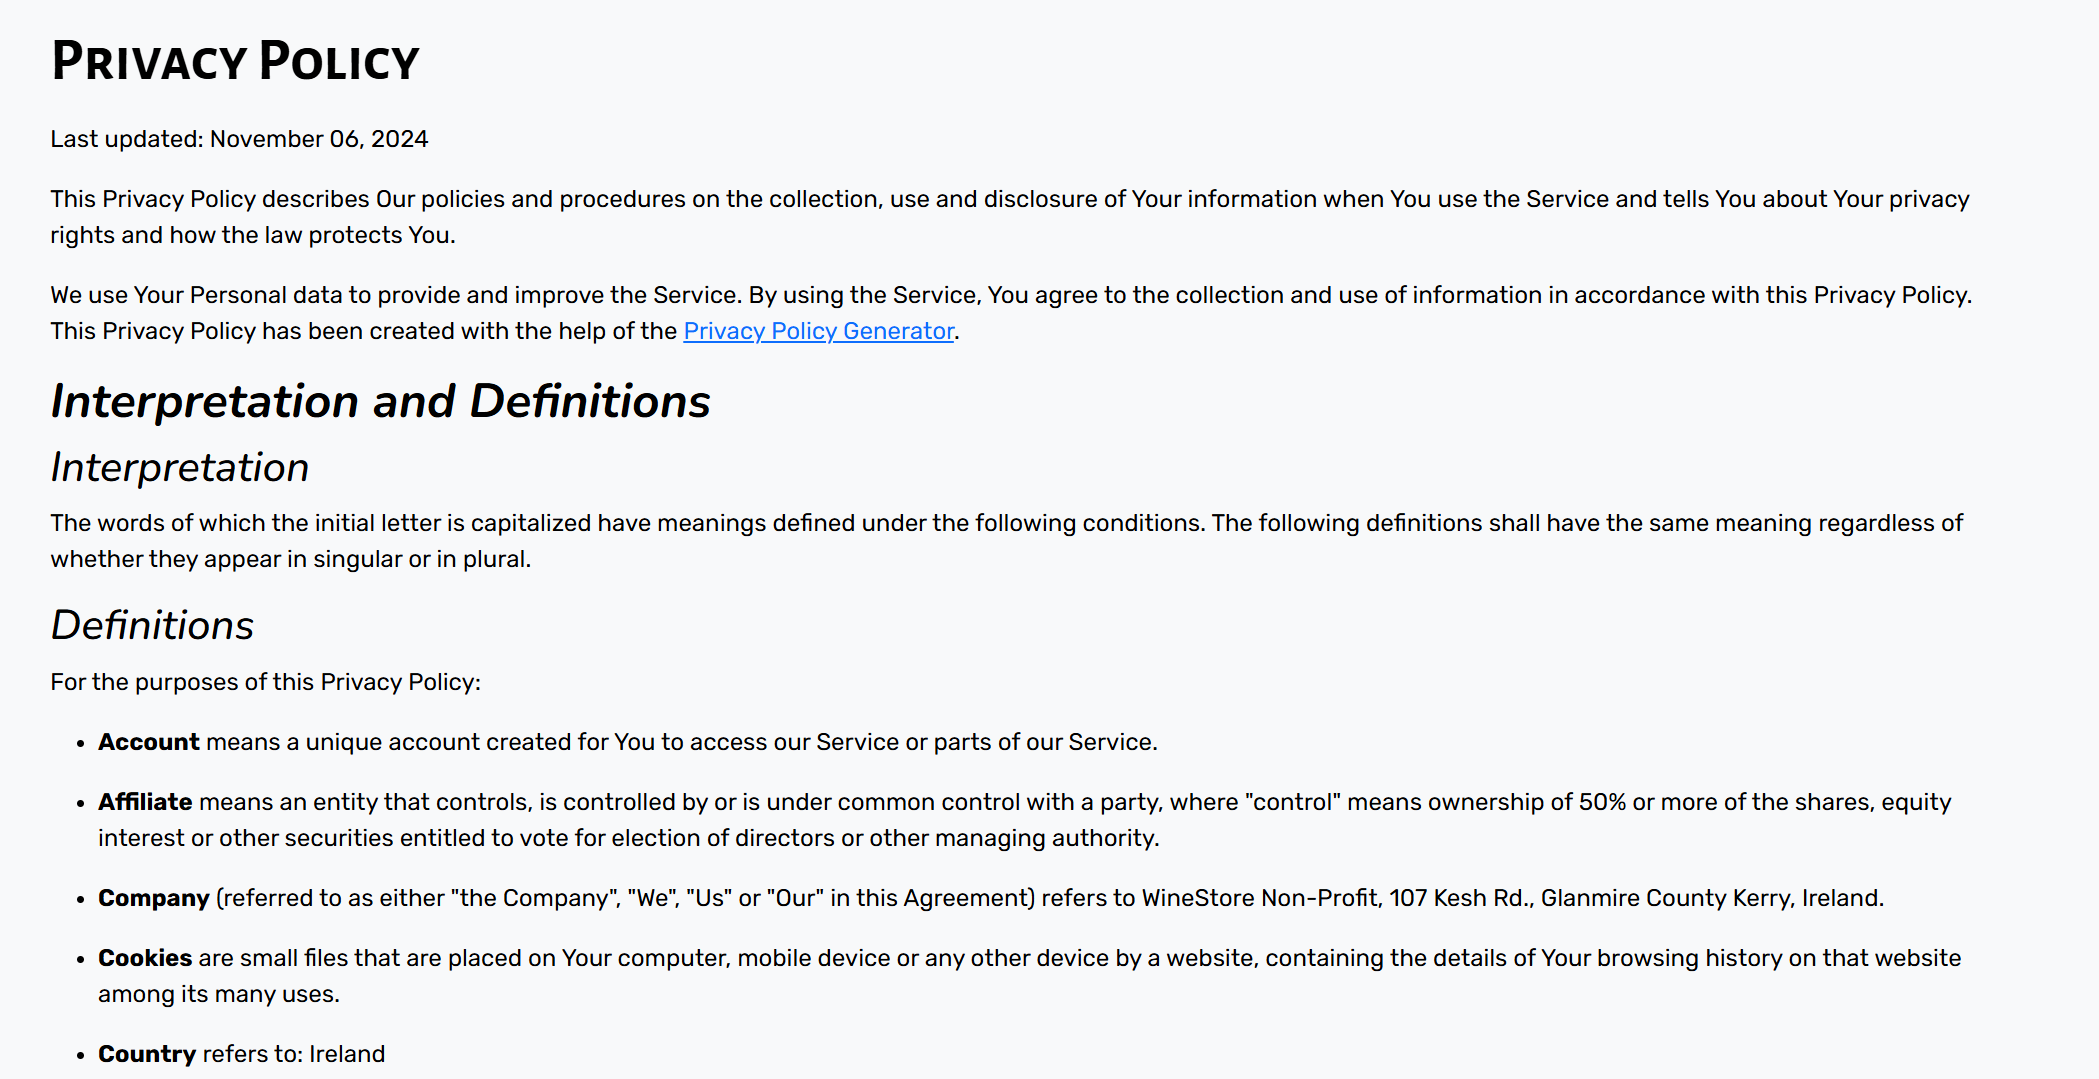 Privacy Policy
Last updated: November 06, 2024
This Privacy Policy describes Our policies and procedures on the collection, use and disclosure of Your information when You use the Service and tells You about Your privacy
rights and how the law protects You.
We use Your Personal data to provide and improve the Service. By using the Service, You agree to the collection and use of information in accordance with this Privacy Policy.
This Privacy Policy has been created with the help of the Privacy Policy Generator.
Interpretation and Definitions
Interpretation
The words of which the initial letter is capitalized have meanings defined under the following conditions. The following definitions shall have the same meaning regardless of
whether they appear in singular or in plural.
Definitions
For the purposes of this Privacy Policy:
• Account means a unique account created for You to access our Service or parts of our Service.
• Affiliate means an entity that controls, is controlled by or is under common control with a party, where "control" means ownership of 50% or more of the shares, equity
interest or other securities entitled to vote for election of directors or other managing authority.
• Company (referred to as either "the Company", "We", "Us" or "Our" in this Agreement) refers to WineStore Non-Profit, 107 Kesh Rd., Glanmire County Kerry, Ireland.
• Cookies are small files that are placed on Your computer, mobile device or any other device by a website, containing the details of Your browsing history on that website
among its many uses.
• Country refers to: Ireland